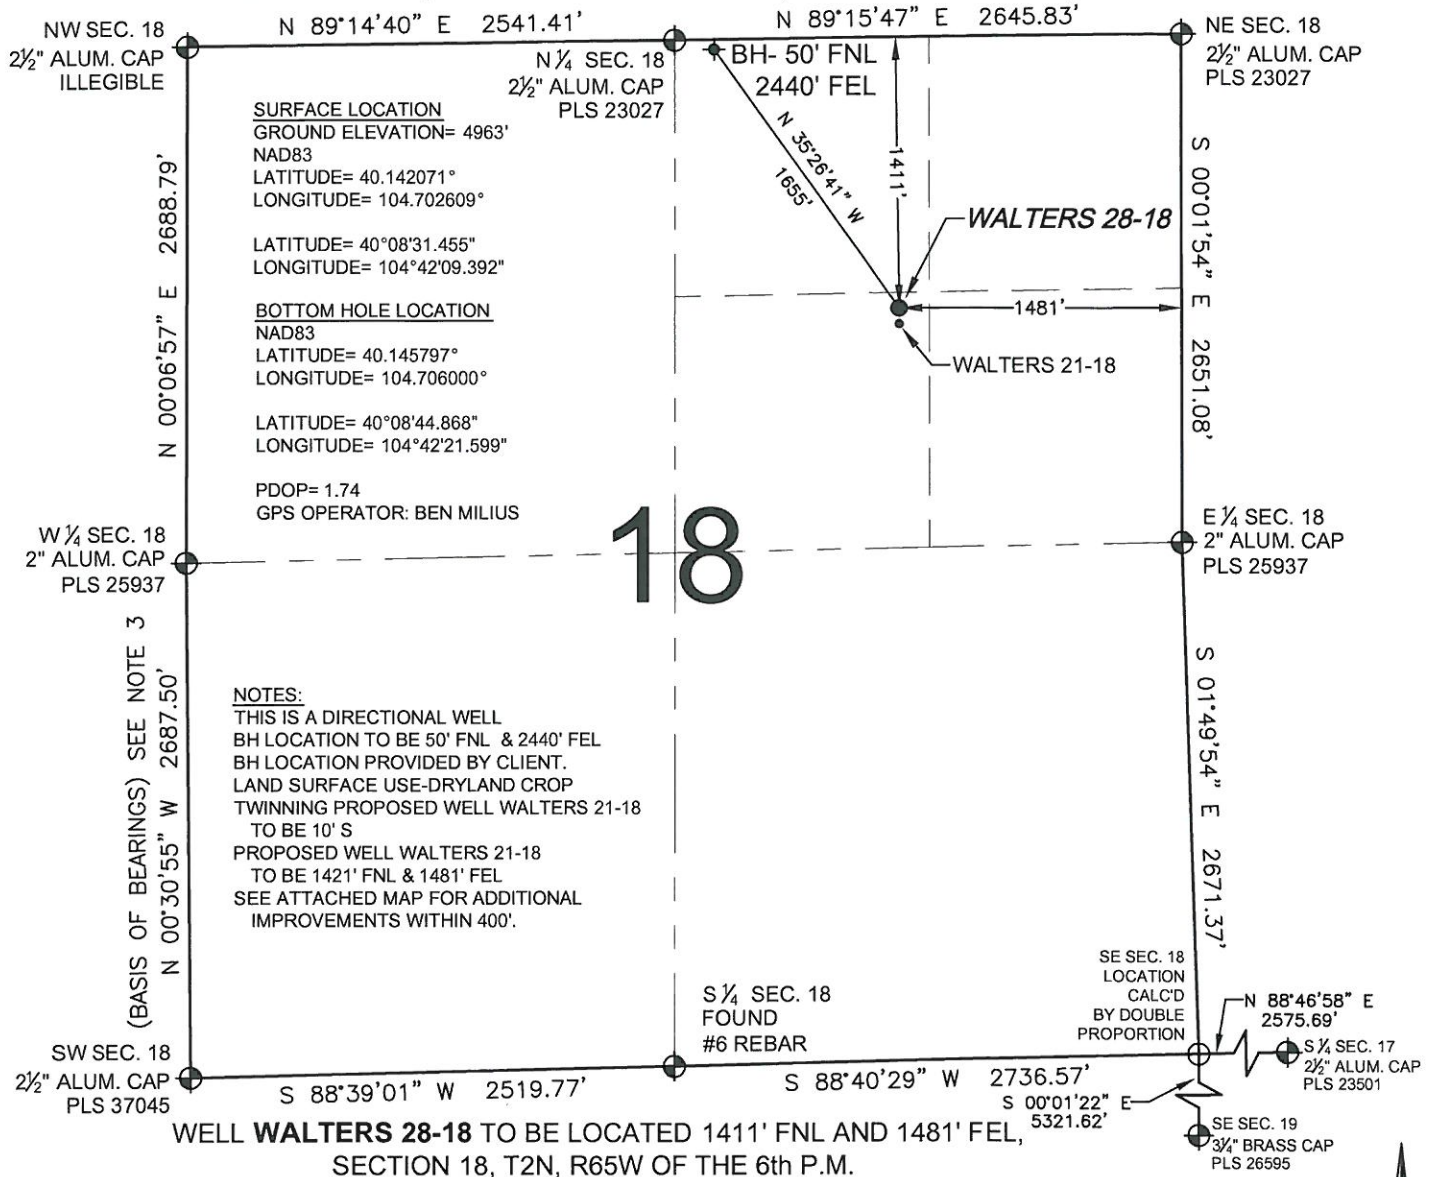 N 89°14'40" E 2541.41'
N 89°15'47" E 2645.83'
NW SEC. 18
2½" ALUM. CAP
ILLEGIBLE
N ¼ SEC. 18
2½" ALUM. CAP
PLS 23027
BH- 50' FNL
2440' FEL
NE SEC. 18
2½" ALUM. CAP
PLS 23027
SURFACE LOCATION
GROUND ELEVATION= 4963'
NAD83
LATITUDE= 40.142071°
LONGITUDE= 104.702609°
LATITUDE= 40°08'31.455"
LONGITUDE= 104°42'09.392"
BOTTOM HOLE LOCATION
NAD83
LATITUDE= 40.145797°
LONGITUDE= 104.706000°
LATITUDE= 40°08'44.868"
LONGITUDE= 104°42'21.599"
PDOP= 1.74
GPS OPERATOR: BEN MILIUS
N 00°06'57" E 2688.79'
N 35°26'41" W
1655'
1411'
WALTERS 28-18
1481'
WALTERS 21-18
S 00°01'54" E 2651.08'
18
W ¼ SEC. 18
2" ALUM. CAP
PLS 25937
E ¼ SEC. 18
2" ALUM. CAP
PLS 25937
(BASIS OF BEARINGS) SEE NOTE 3
N 00°30'55" W 2687.50'
NOTES:
THIS IS A DIRECTIONAL WELL
BH LOCATION TO BE 50' FNL & 2440' FEL
BH LOCATION PROVIDED BY CLIENT.
LAND SURFACE USE-DRYLAND CROP
TWINNING PROPOSED WELL WALTERS 21-18
TO BE 10' S
PROPOSED WELL WALTERS 21-18
TO BE 1421' FNL & 1481' FEL
SEE ATTACHED MAP FOR ADDITIONAL
IMPROVEMENTS WITHIN 400'.
S 01°49'54" E 2671.37'
SE SEC. 18
LOCATION
CALC'D
BY DOUBLE
PROPORTION
N 88°46'58" E
2575.69'
S ¼ SEC. 17
2½" ALUM. CAP
PLS 23501
S ¼ SEC. 18
FOUND
#6 REBAR
SW SEC. 18
2½" ALUM. CAP
PLS 37045
S 88°39'01" W 2519.77'
S 88°40'29" W 2736.57'
S 00°01'22" E
5321.62'
SE SEC. 19
3¼" BRASS CAP
PLS 26595
WELL WALTERS 28-18 TO BE LOCATED 1411' FNL AND 1481' FEL,
SECTION 18, T2N, R65W OF THE 6th P.M.